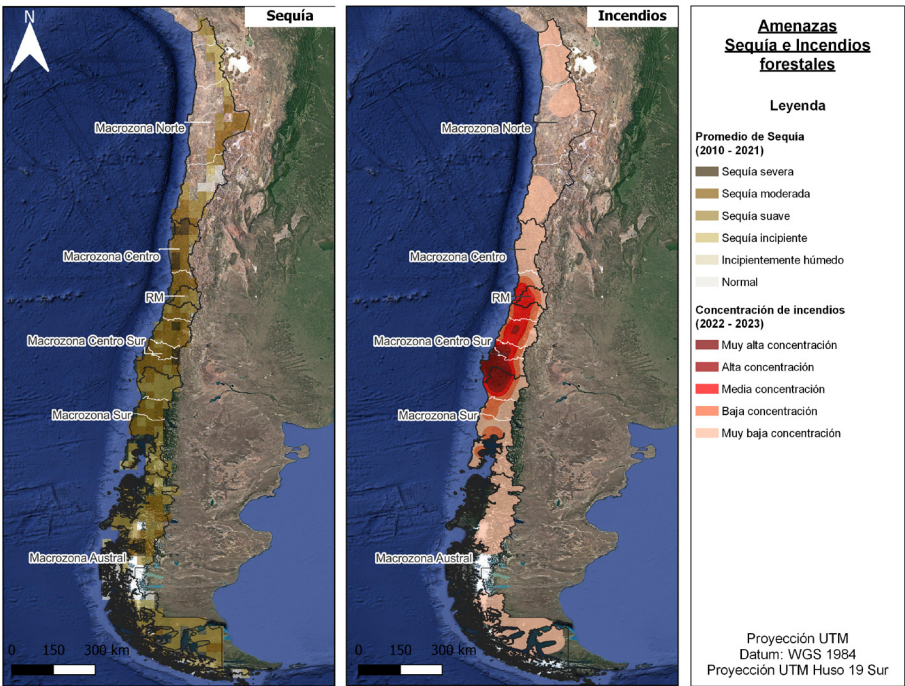 N
Sequía
Macrozona Norte
Macrozona Centro
RM
Macrozona Centro Sur
Macrozona Sur
Macrozona Austral
0 150 300 km
Incendios
Macrozona Norte
Macrozona Centro
RM
Macrozona Centro Sur
Macrozona Sur
Macrozona Austral
0 150 300 km
Amenazas
Sequía e Incendios
forestales
Leyenda
Promedio de Sequia
(2010 - 2021)
Sequía severa
Sequía moderada
Sequía suave
Sequía incipiente
Incipientemente húmedo
Normal
Concentración de incendios
(2022 - 2023)
Muy alta concentración
Alta concentración
Media concentración
Baja concentración
Muy baja concentración
Proyección UTM
Datum: WGS 1984
Proyección UTM Huso 19 Sur